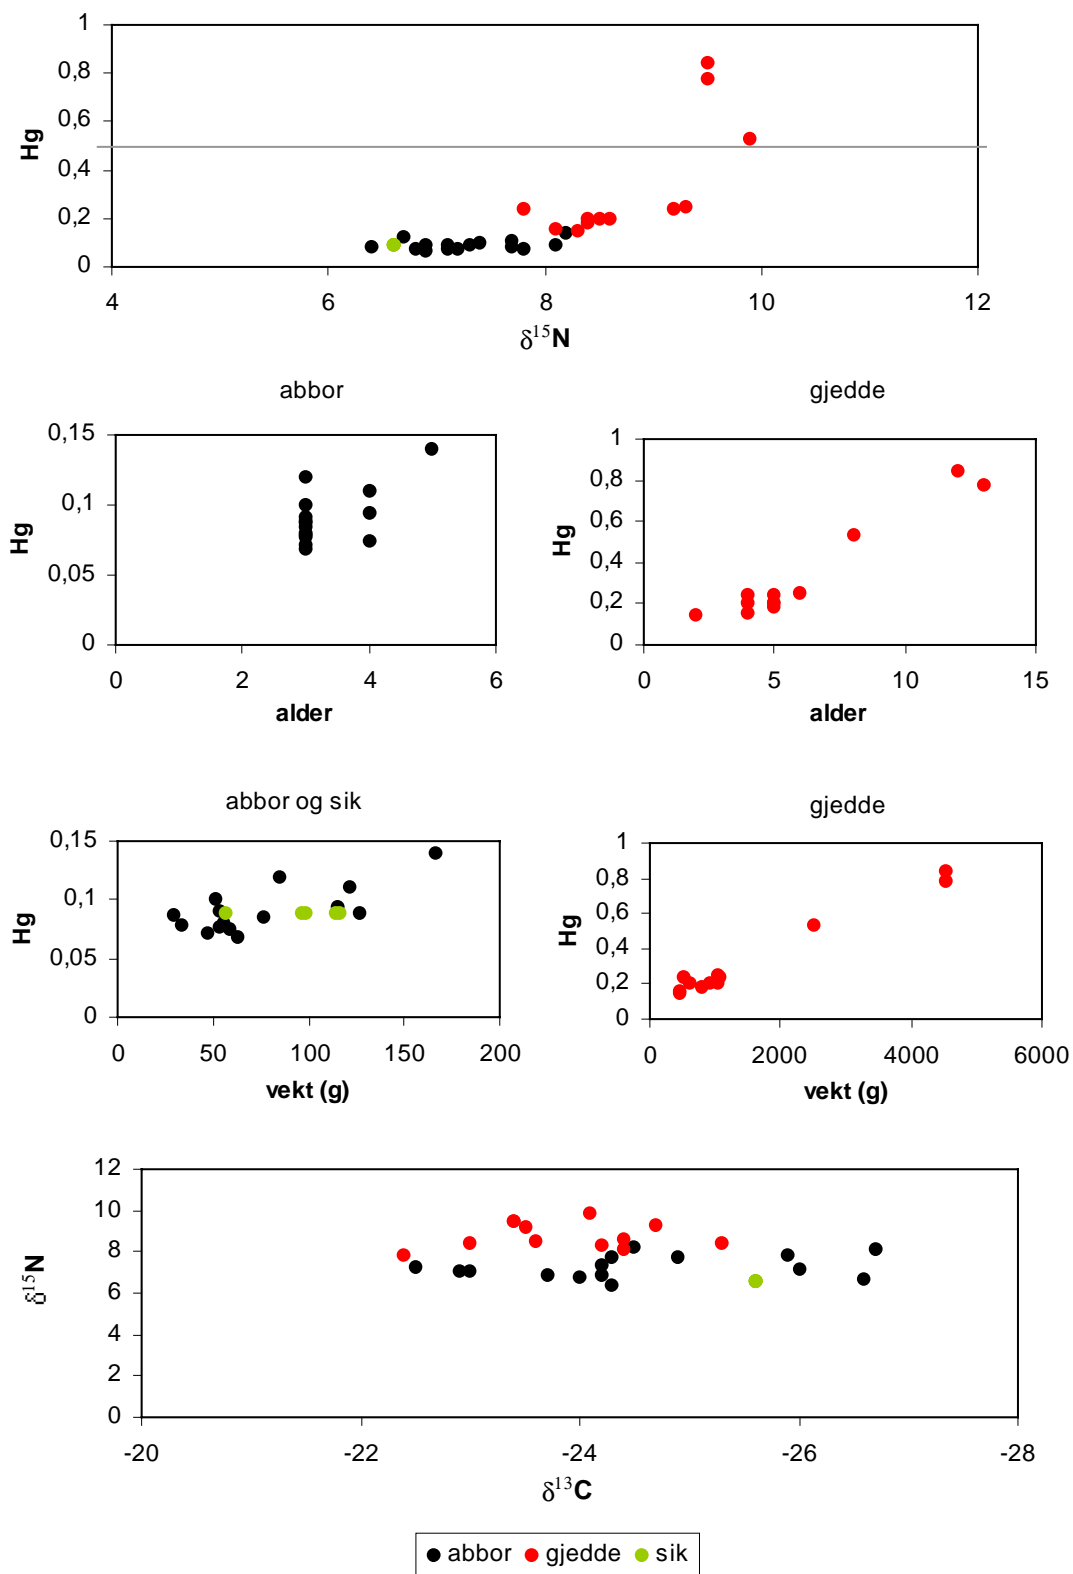 1
0,8
0,6
0,4
0,2
0
Hg
4 6 8 10 12
δ¹⁵N
abbor
0,15
0,1
0,05
0
Hg
0 2 4 6
alder
gjedde
1
0,8
0,6
0,4
0,2
0
Hg
0 5 10 15
alder
abbor og sik
0,15
0,1
0,05
0
Hg
0 50 100 150 200
vekt (g)
gjedde
1
0,8
0,6
0,4
0,2
0
Hg
0 2000 4000 6000
vekt (g)
12
10
8
6
4
2
0
δ¹⁵N
-20 -22 -24 -26 -28
δ¹³C
abbor gjedde sik